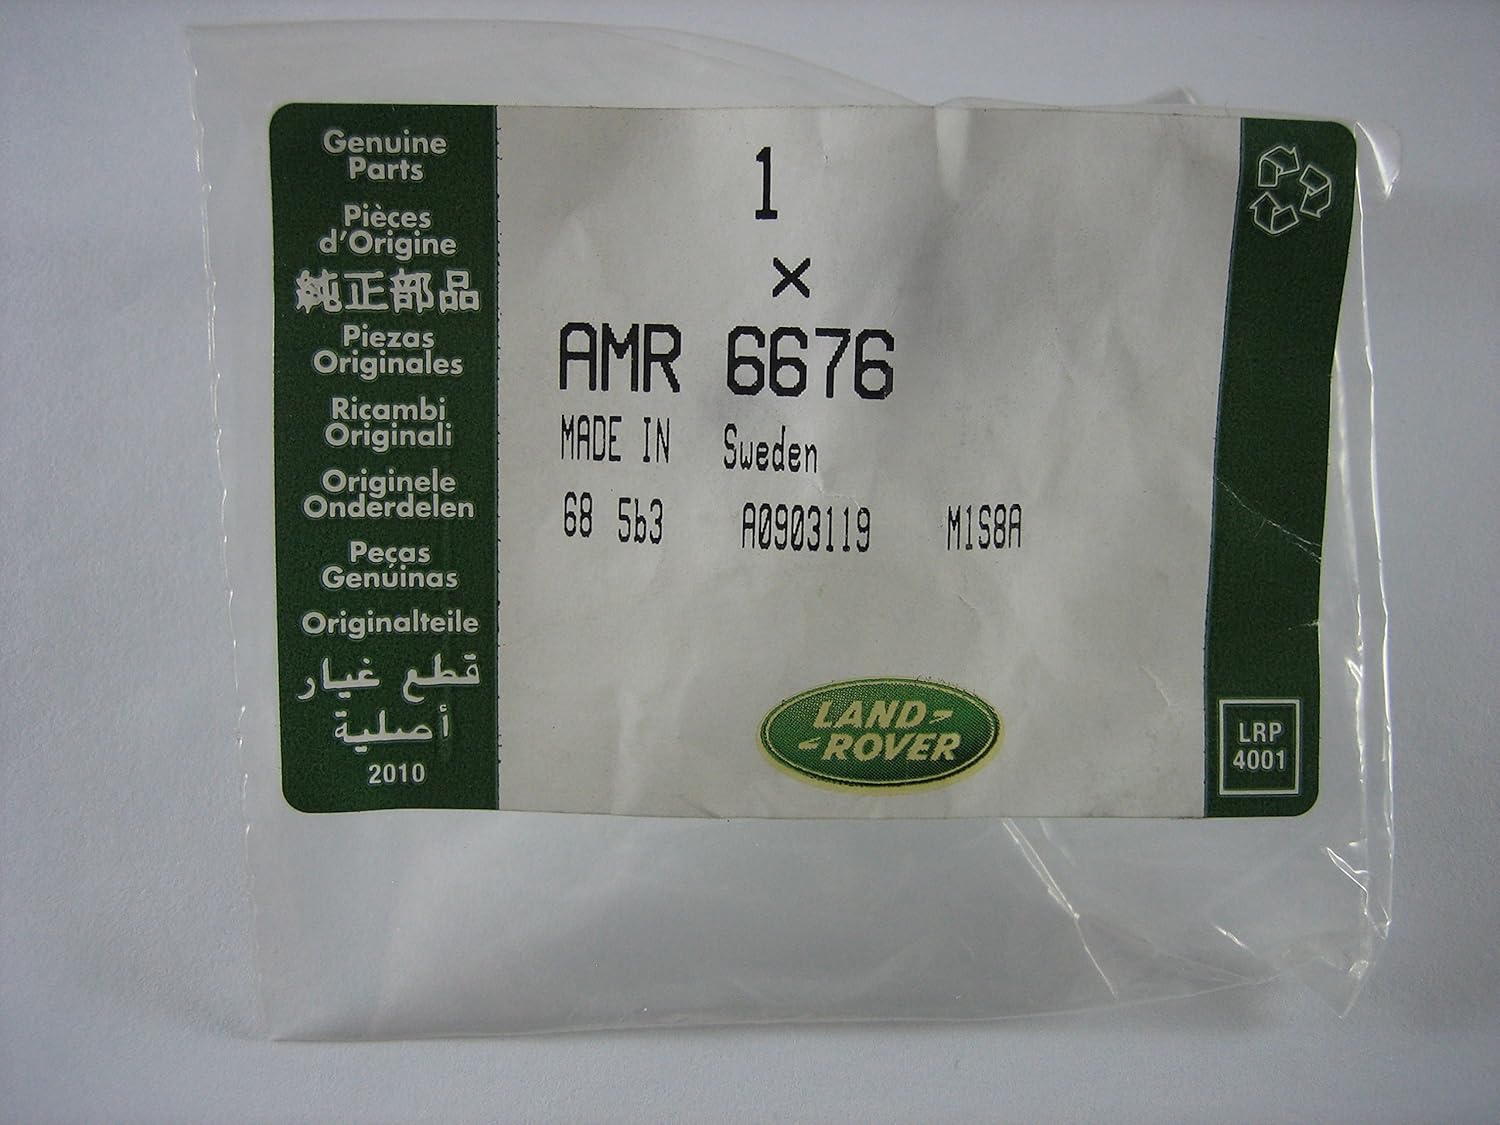 Genuine
Parts
Pièces
d'Origine
純正部品
Piezas
Originales
Ricambi
Originali
Originele
Onderdelen
Peças
Genuinas
Originalteile
قطع غيار
أصلية
2010
1
×
AMR 6676
MADE IN Sweden
68 5b3 A0903119 M1S8A
LAND-
-ROVER
LRP
4001